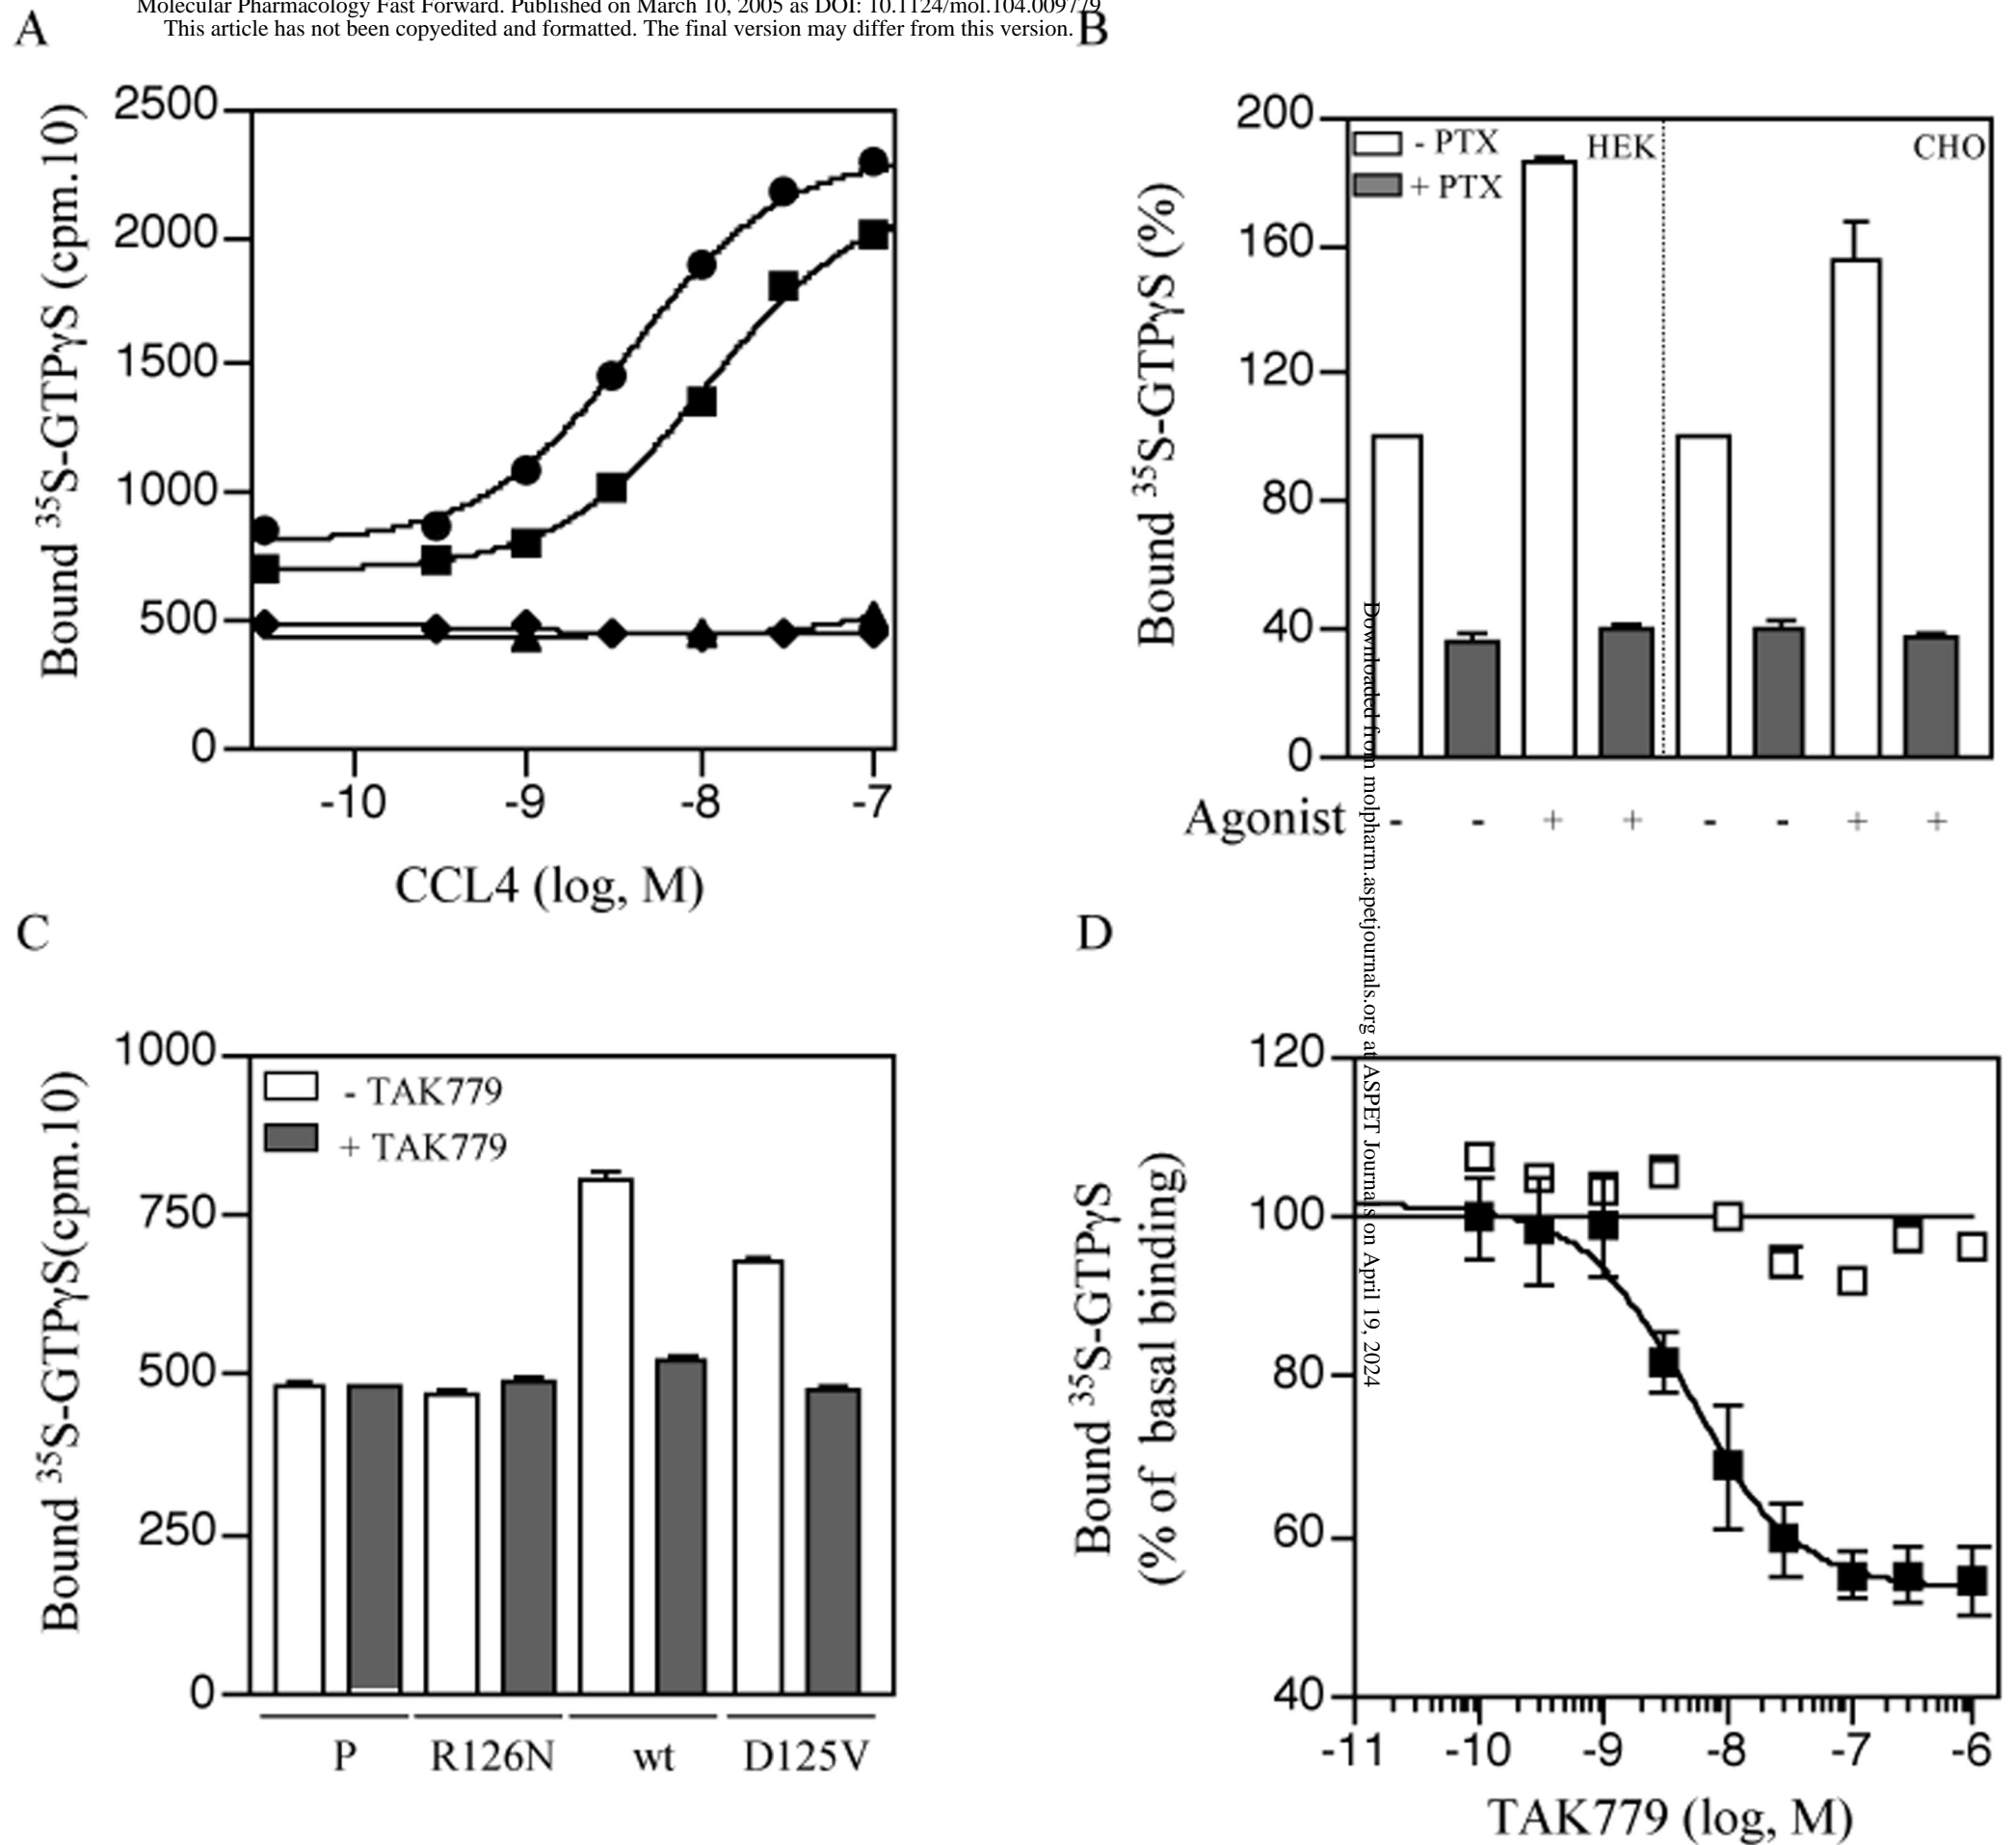 Molecular Pharmacology Fast Forward. Published on March 10, 2005 as DOI: 10.1124/mol.104.009779
This article has not been copyedited and formatted. The final version may differ from this version.
A
Bound ³⁵S-GTPγS (cpm.10)
2500
2000
1500
1000
500
0
-10 -9 -8 -7
CCL4 (log, M)
B
Bound ³⁵S-GTPγS (%)
200
160
120
80
40
0
- PTX
+ PTX
HEK
CHO
Agonist - - + + - - + +
Downloaded from molpharm.aspetjournals.org at ASPET Journals on April 19, 2024
C
Bound ³⁵S-GTPγS(cpm.10)
1000
750
500
250
0
- TAK779
+ TAK779
P R126N wt D125V
D
Bound ³⁵S-GTPγS
(% of basal binding)
120
100
80
60
40
-11 -10 -9 -8 -7 -6
TAK779 (log, M)